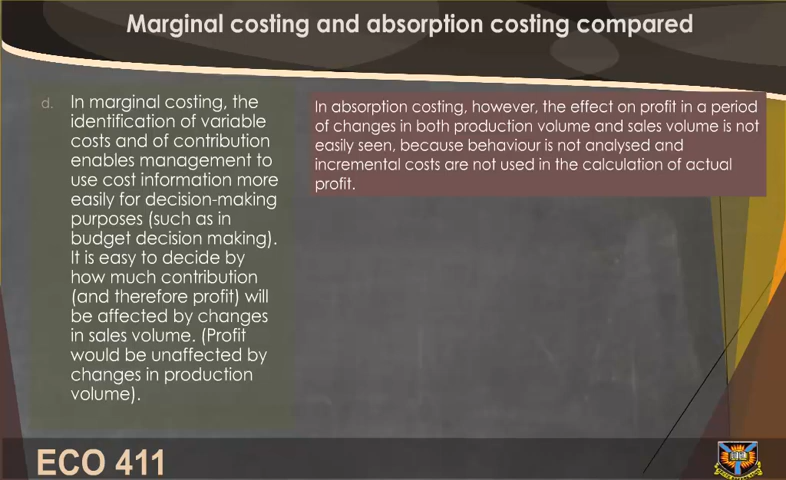 Marginal costing and absorption costing compared
d. In marginal costing, the
identification of variable
costs and of contribution
enables management to
use cost information more
easily for decision-making
purposes (such as in
budget decision making).
It is easy to decide by
how much contribution
(and therefore profit) will
be affected by changes
in sales volume. (Profit
would be unaffected by
changes in production
volume).
In absorption costing, however, the effect on profit in a period
of changes in both production volume and sales volume is not
easily seen, because behaviour is not analysed and
incremental costs are not used in the calculation of actual
profit.
ECO 411